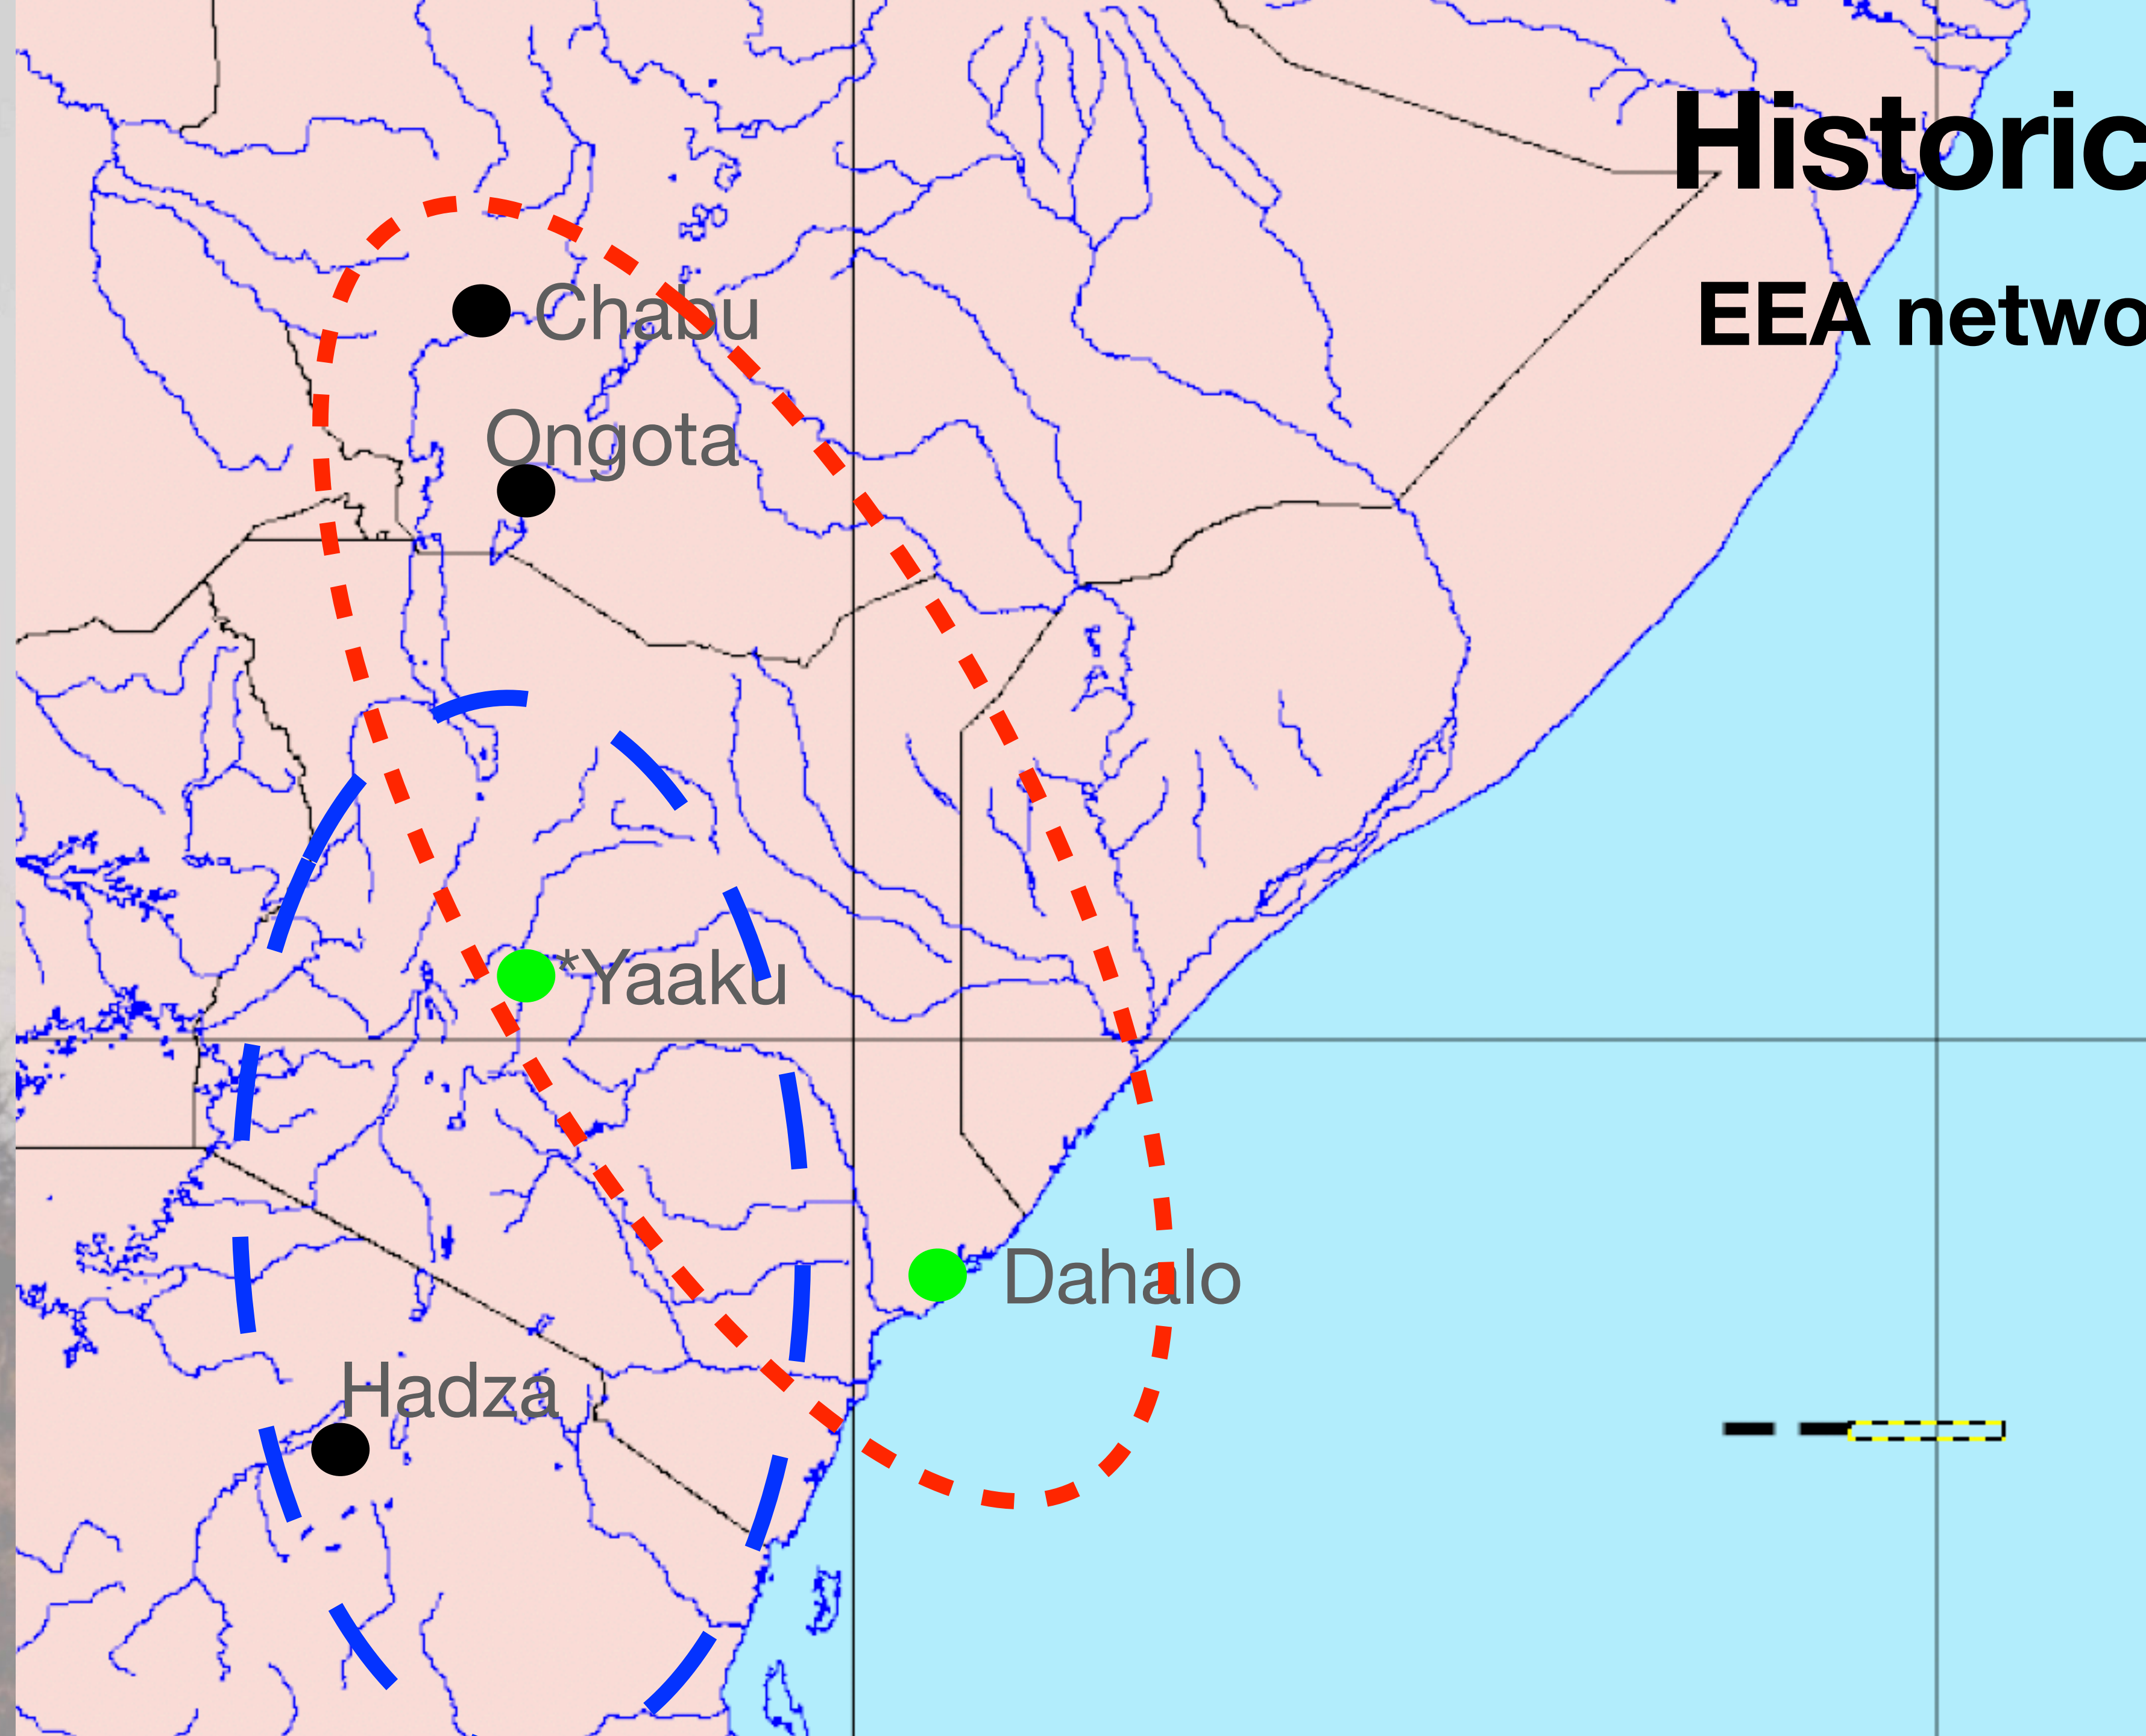 Historic
EEA netwo
Chabu
Ongota
*Yaaku
Dahalo
Hadza